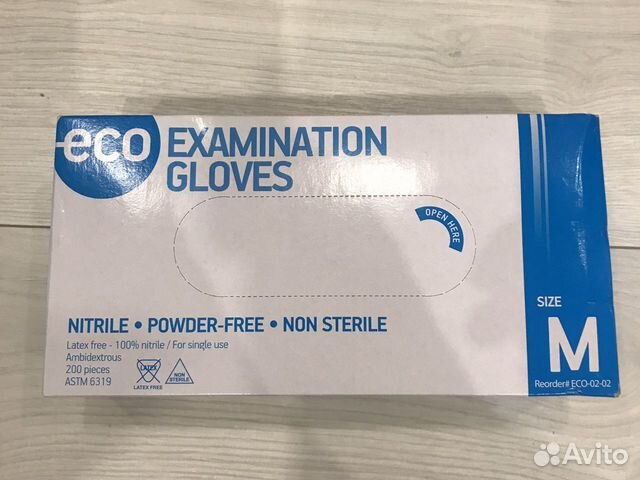 eco
EXAMINATION
GLOVES
OPEN HERE
NITRILE • POWDER-FREE • NON STERILE
Latex free - 100% nitrile / For single use
Ambidextrous
200 pieces
ASTM 6319
LATEX
LATEX FREE
NON
STERILE
SIZE
M
Reorder# ECO-02-02
Avito